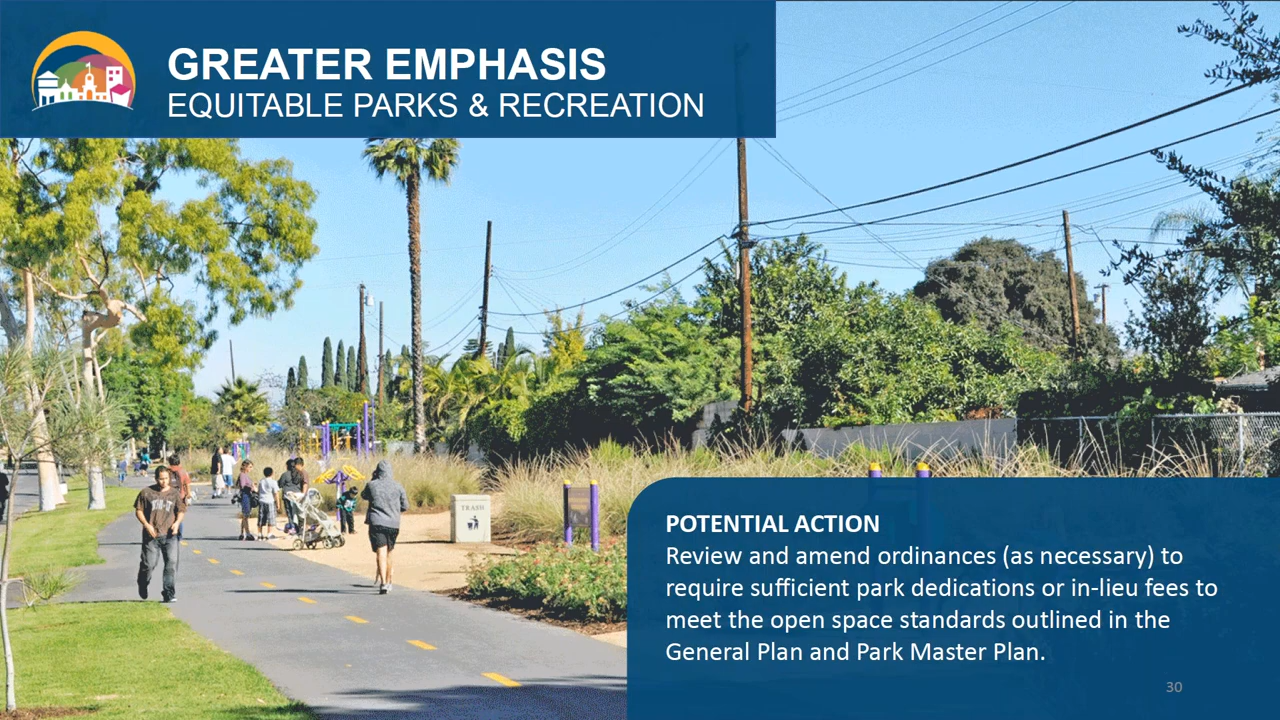 GREATER EMPHASIS
EQUITABLE PARKS & RECREATION
TRASH
POTENTIAL ACTION
Review and amend ordinances (as necessary) to
require sufficient park dedications or in-lieu fees to
meet the open space standards outlined in the
General Plan and Park Master Plan.
30